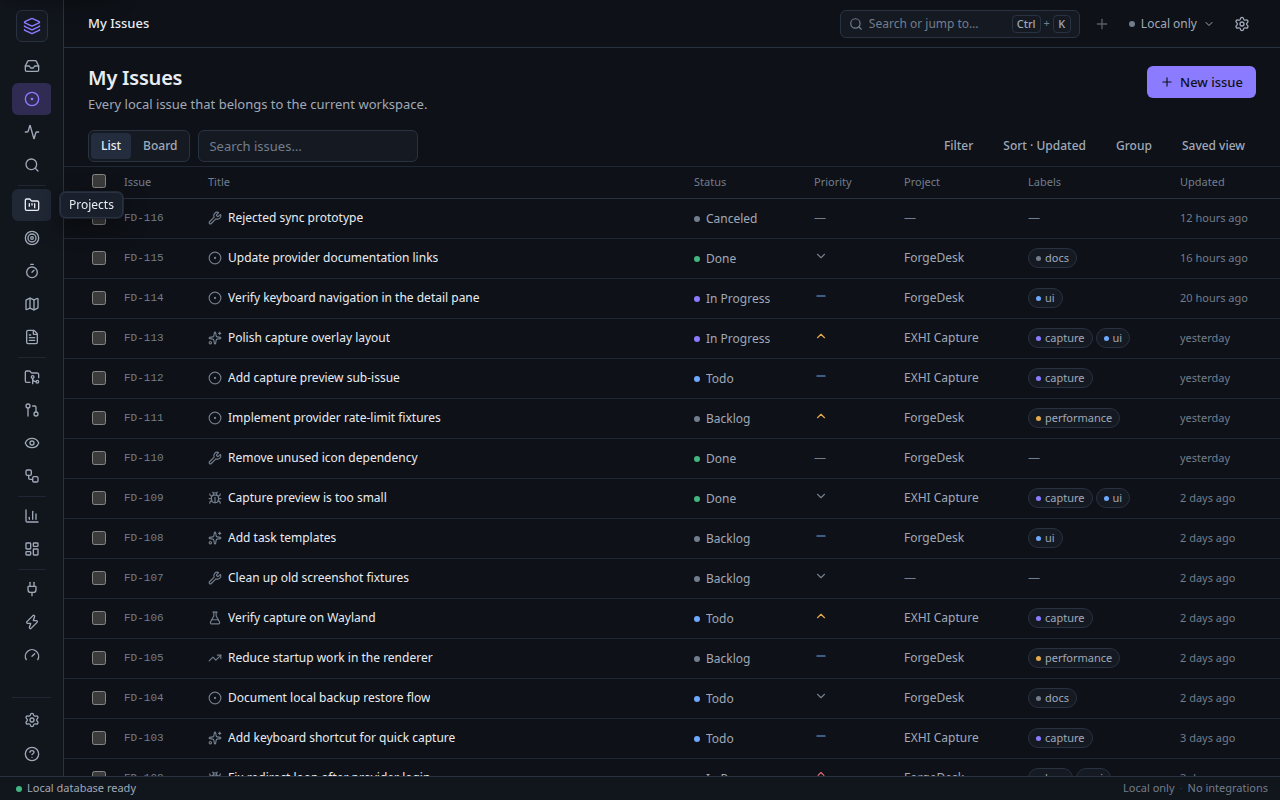 My Issues
Search or jump to... Ctrl + K
Local only
My Issues
Every local issue that belongs to the current workspace.
New issue
List Board Search issues...
Filter Sort · Updated Group Saved view
Issue Title Status Priority Project Labels Updated
Projects
FD-116 Rejected sync prototype Canceled — — — 12 hours ago
FD-115 Update provider documentation links Done ForgeDesk docs 16 hours ago
FD-114 Verify keyboard navigation in the detail pane In Progress ForgeDesk ui 20 hours ago
FD-113 Polish capture overlay layout In Progress EXHI Capture capture ui yesterday
FD-112 Add capture preview sub-issue Todo EXHI Capture capture yesterday
FD-111 Implement provider rate-limit fixtures Backlog ForgeDesk performance yesterday
FD-110 Remove unused icon dependency Done — ForgeDesk — yesterday
FD-109 Capture preview is too small Done EXHI Capture capture ui 2 days ago
FD-108 Add task templates Backlog ForgeDesk ui 2 days ago
FD-107 Clean up old screenshot fixtures Backlog — — 2 days ago
FD-106 Verify capture on Wayland Todo EXHI Capture capture 2 days ago
FD-105 Reduce startup work in the renderer Backlog ForgeDesk performance 2 days ago
FD-104 Document local backup restore flow Todo ForgeDesk docs 2 days ago
FD-103 Add keyboard shortcut for quick capture Todo EXHI Capture capture 3 days ago
Local database ready
Local only · No integrations